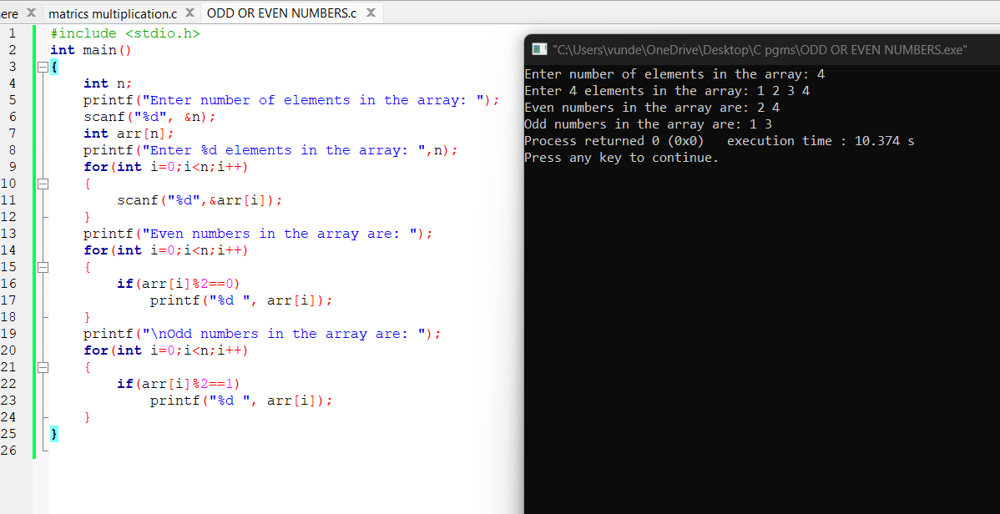 ere X matrics multiplication.c X ODD OR EVEN NUMBERS.c X
1 #include <stdio.h>
2 int main()
3 {
4 int n;
5 printf("Enter number of elements in the array: ");
6 scanf("%d", &n);
7 int arr[n];
8 printf("Enter %d elements in the array: ",n);
9 for(int i=0;i<n;i++)
10 {
11 scanf("%d",&arr[i]);
12 }
13 printf("Even numbers in the array are: ");
14 for(int i=0;i<n;i++)
15 {
16 if(arr[i]%2==0)
17 printf("%d ", arr[i]);
18 }
19 printf("\nOdd numbers in the array are: ");
20 for(int i=0;i<n;i++)
21 {
22 if(arr[i]%2==1)
23 printf("%d ", arr[i]);
24 }
25 }
26
"C:\Users\vunde\OneDrive\Desktop\C pgms\ODD OR EVEN NUMBERS.exe"
Enter number of elements in the array: 4
Enter 4 elements in the array: 1 2 3 4
Even numbers in the array are: 2 4
Odd numbers in the array are: 1 3
Process returned 0 (0x0)   execution time : 10.374 s
Press any key to continue.